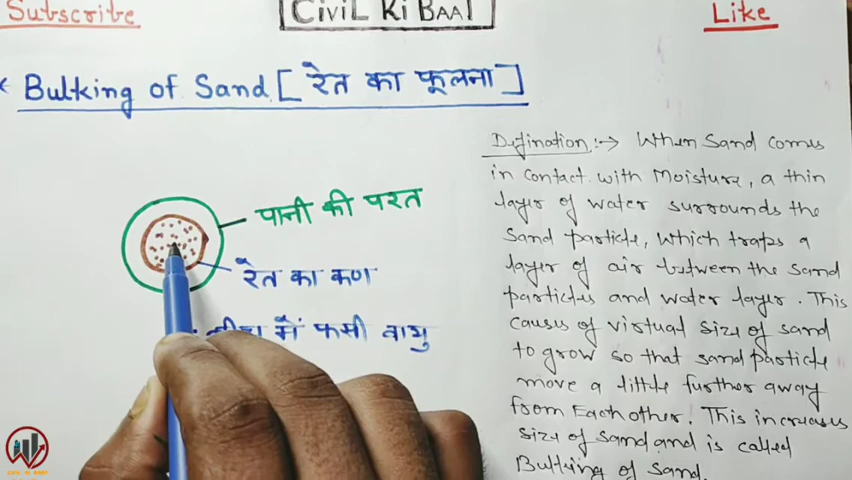 Subscribe
Civil Ki Baat
Like
Bulking of Sand [ रेत का फूलना ]
पानी की परत
रेत का कण
में फसी वायु
Defination :→ When Sand comes
in contact with Moisture, a thin
layer of water surrounds the
Sand particle, which traps a
layer of air between the sand
particles and water layer. This
causes of virtual size of sand
to grow so that sand particle
move a little further away
from Each other. This increases
size of sand and is called
Bulking of Sand.